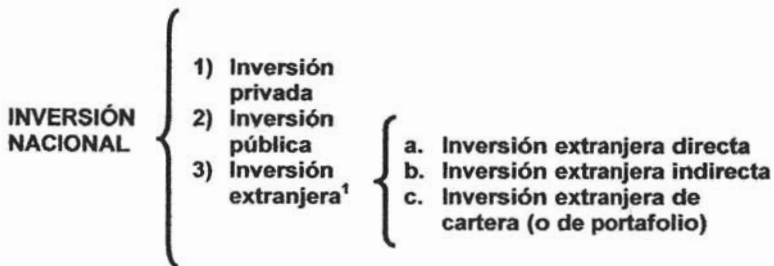 INVERSIÓN
NACIONAL
1) Inversión
privada
2) Inversión
pública
3) Inversión
extranjera¹
a. Inversión extranjera directa
b. Inversión extranjera indirecta
c. Inversión extranjera de
cartera (o de portafolio)